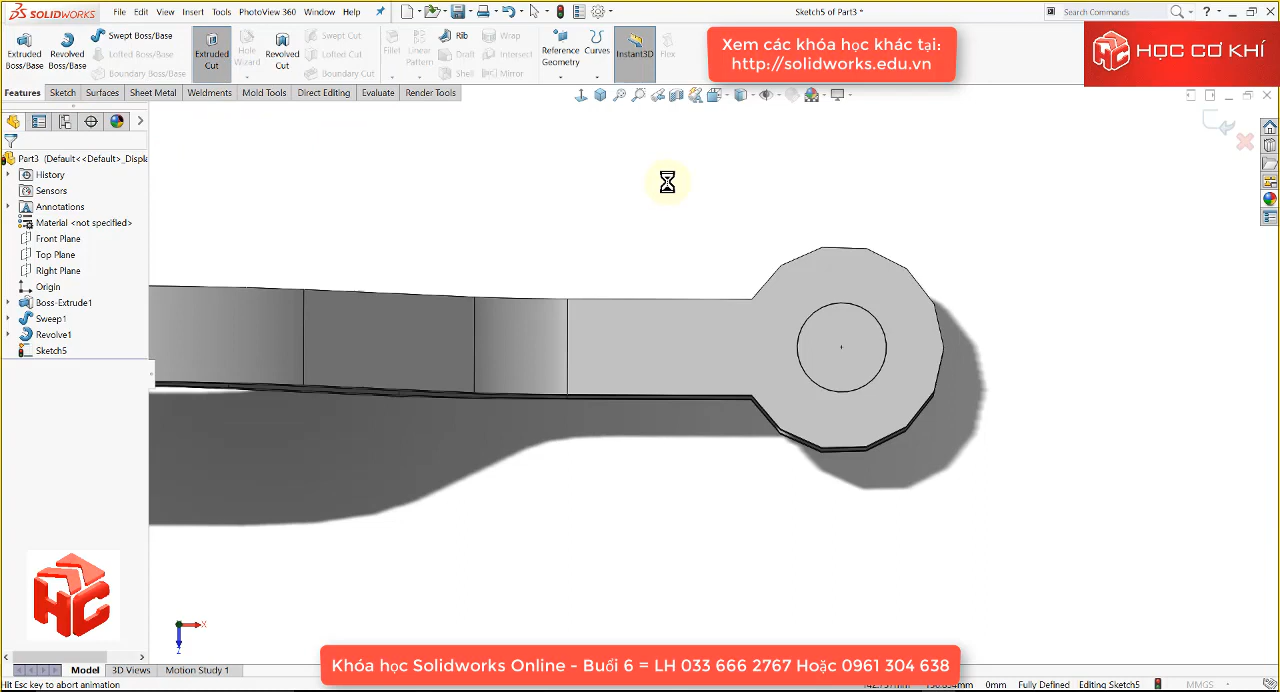 SOLIDWORKS
File Edit View Insert Tools PhotoView 360 Window Help
Sketch5 of Part3 *
Search Commands
Extruded Boss/Base
Revolved Boss/Base
Swept Boss/Base
Lofted Boss/Base
Boundary Boss/Base
Extruded Cut
Hole Wizard
Revolved Cut
Swept Cut
Lofted Cut
Boundary Cut
Fillet
Linear Pattern
Rib
Draft
Shell
Wrap
Intersect
Mirror
Reference Geometry
Curves
Instant3D
Flex
Xem các khóa học khác tại:
http://solidworks.edu.vn
HỌC CƠ KHÍ
Features Sketch Surfaces Sheet Metal Weldments Mold Tools Direct Editing Evaluate Render Tools
Part3 (Default<<Default>_Displa
History
Sensors
Annotations
Material <not specified>
Front Plane
Top Plane
Right Plane
Origin
Boss-Extrude1
Sweep1
Revolve1
Sketch5
HC
X
Model 3D Views Motion Study 1
Khóa học Solidworks Online - Buổi 6 = LH 033 666 2767 Hoặc 0961 304 638
Hit Esc key to abort animation
0mm Fully Defined Editing Sketch5 MMGS